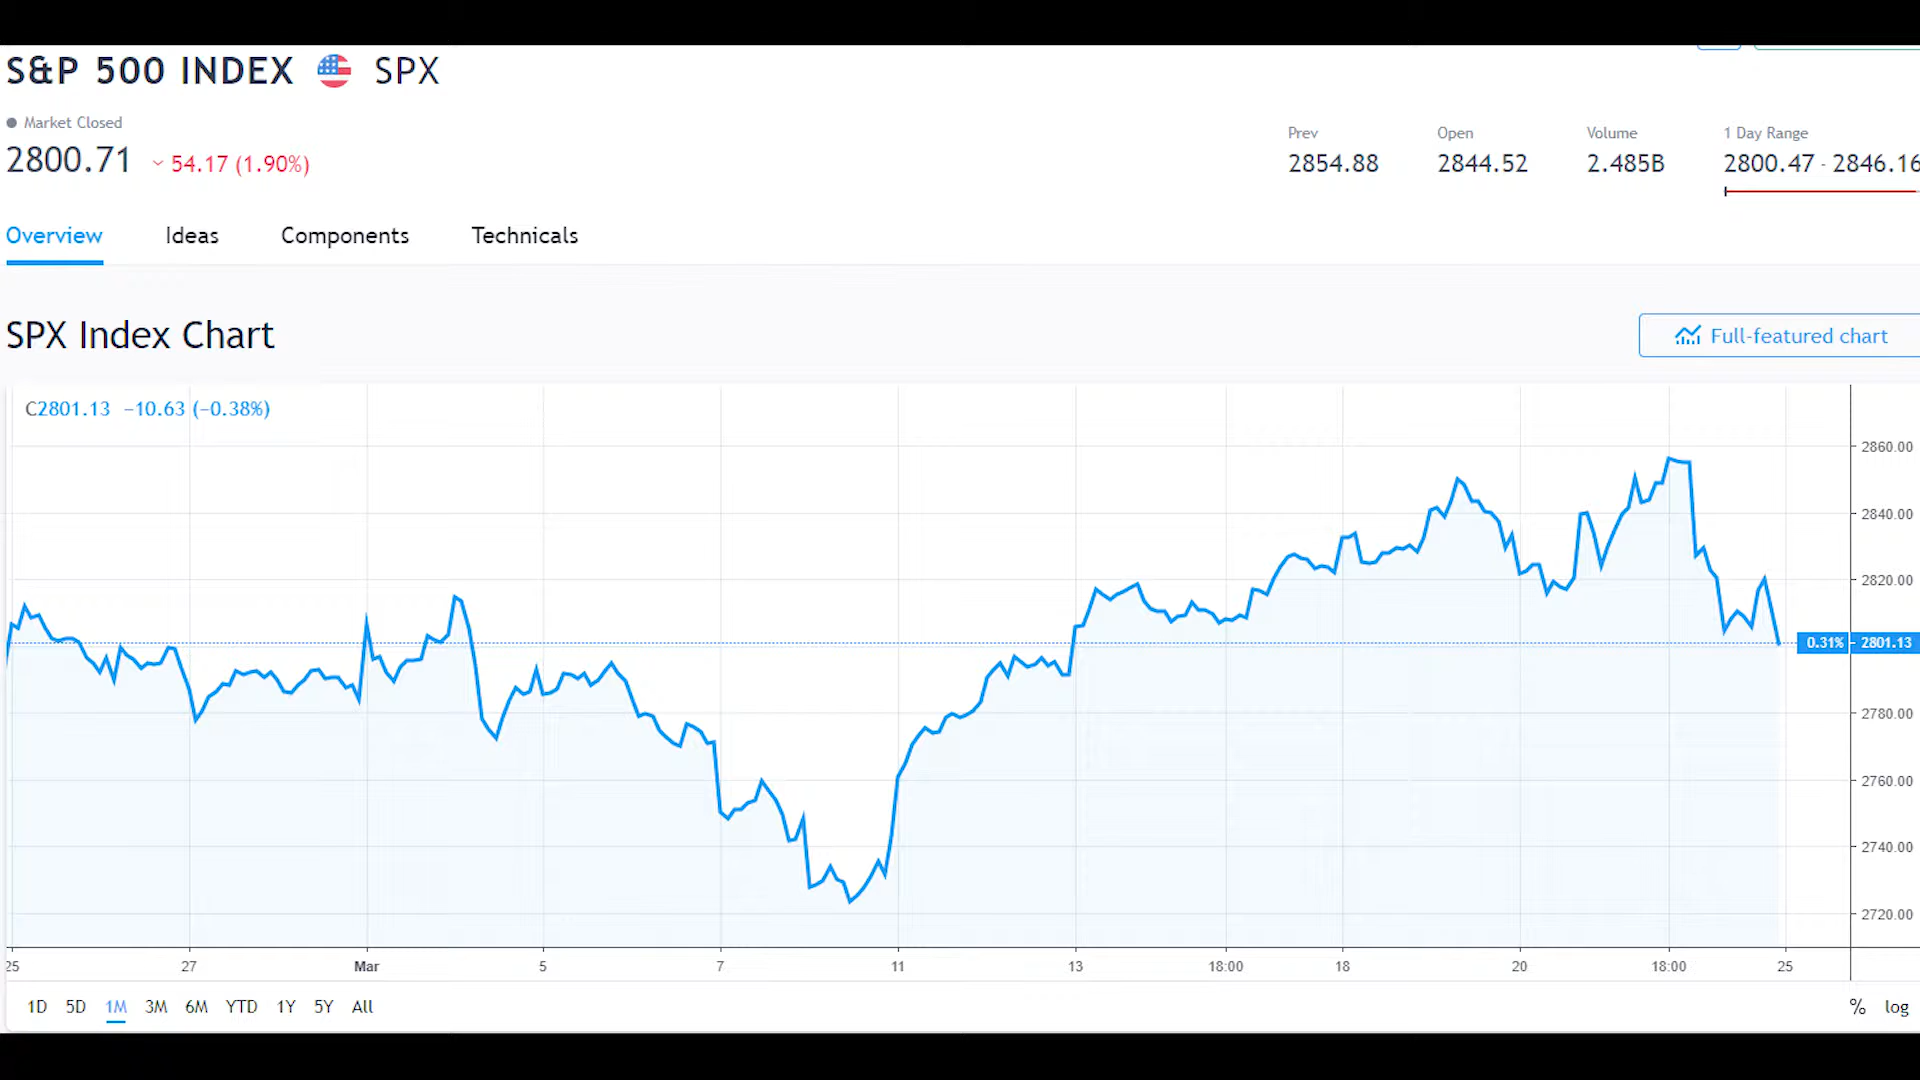 S&P 500 INDEX SPX
Market Closed
2800.71 54.17 (1.90%)
Prev Open Volume 1 Day Range
2854.88 2844.52 2.485B 2800.47 - 2846.16
Overview Ideas Components Technicals
SPX Index Chart
Full-featured chart
C2801.13 −10.63 (−0.38%)
2860.00
2840.00
2820.00
0.31% 2801.13
2780.00
2760.00
2740.00
2720.00
25 27 Mar 5 7 11 13 18:00 18 20 18:00 25
1D 5D 1M 3M 6M YTD 1Y 5Y All % log